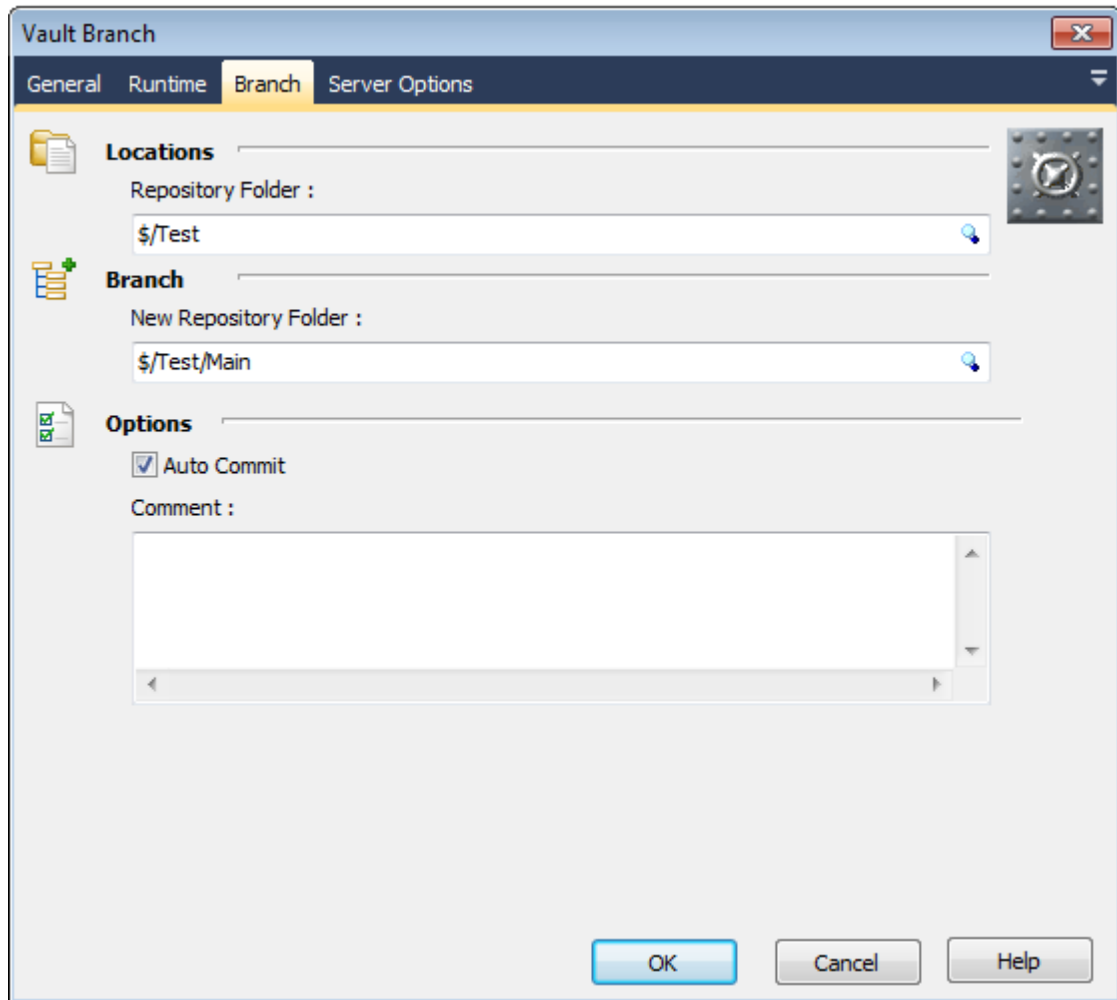 Vault Branch
General Runtime Branch Server Options
Locations
Repository Folder :
$/Test
Branch
New Repository Folder :
$/Test/Main
Options
Auto Commit
Comment :
OK Cancel Help